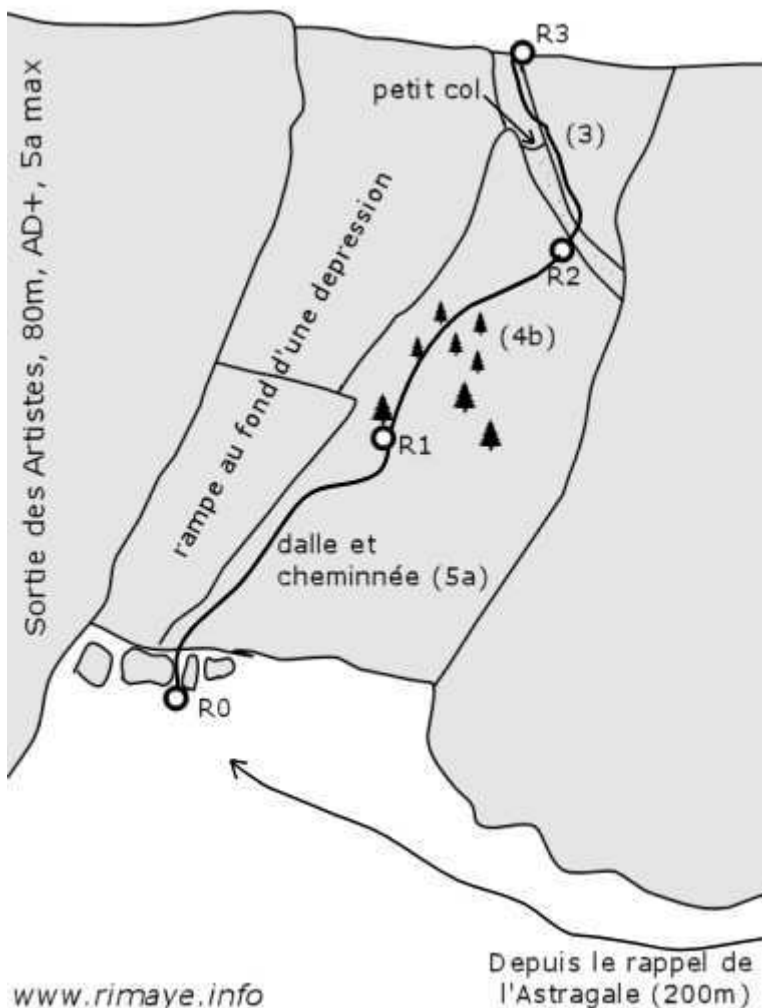 R3
petit col
(3)
Sortie des Artistes, 80m, AD+, 5a max
rampe au fond d'une depression
R2
(4b)
R1
dalle et
cheminnée (5a)
R0
Depuis le rappel de
l'Astragale (200m)
www.rimaye.info